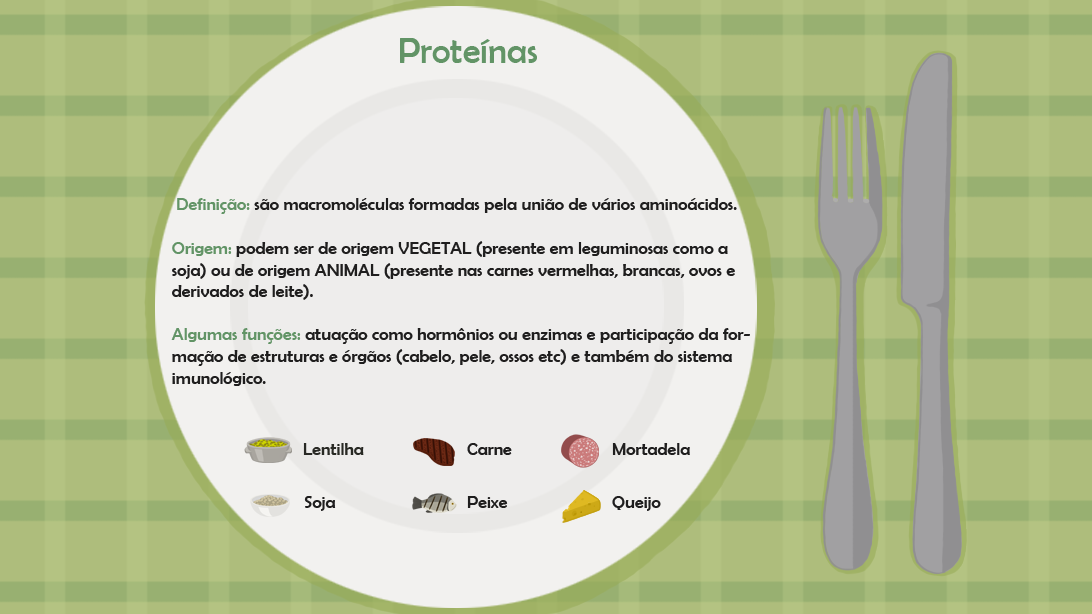 Proteínas
Definição: são macromoléculas formadas pela união de vários aminoácidos.
Origem: podem ser de origem VEGETAL (presente em leguminosas como a
soja) ou de origem ANIMAL (presente nas carnes vermelhas, brancas, ovos e
derivados de leite).
Algumas funções: atuação como hormônios ou enzimas e participação da for-
mação de estruturas e órgãos (cabelo, pele, ossos etc) e também do sistema
imunológico.
Lentilha Carne Mortadela
Soja Peixe Queijo